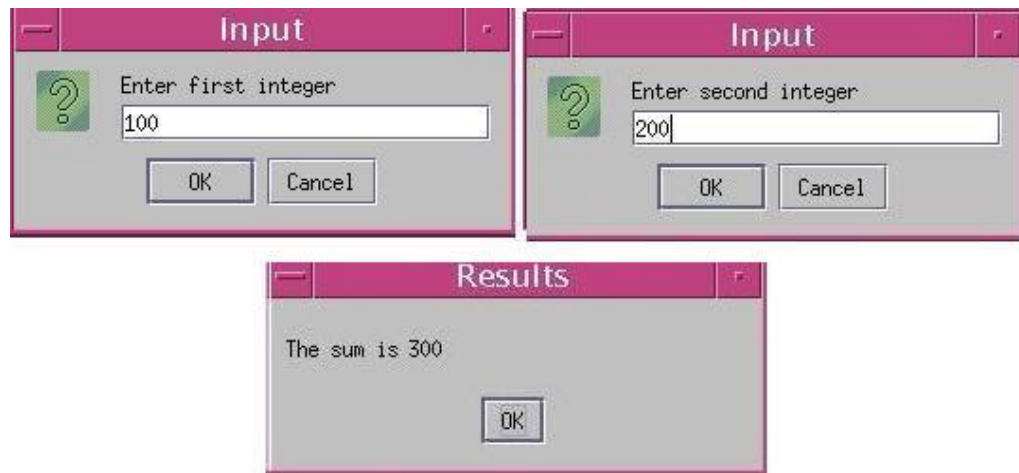 Input
Enter first integer
100
OK Cancel
Input
Enter second integer
200
OK Cancel
Results
The sum is 300
OK